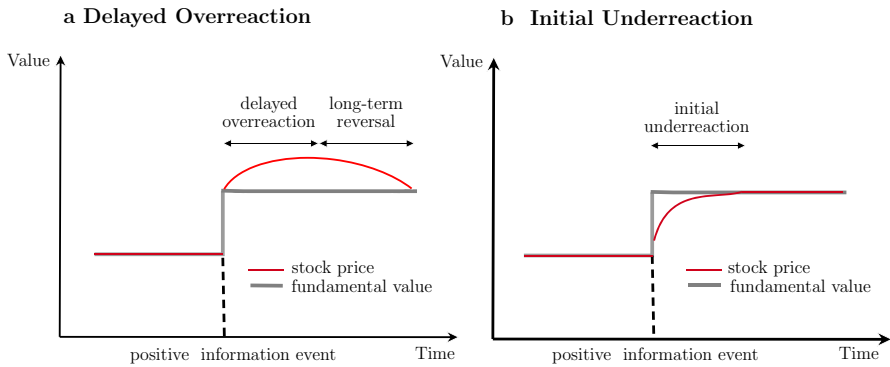 a Delayed Overreaction
Value
delayed
overreaction
long-term
reversal
stock price
fundamental value
positive information event
Time
b Initial Underreaction
Value
initial
underreaction
stock price
fundamental value
positive information event
Time